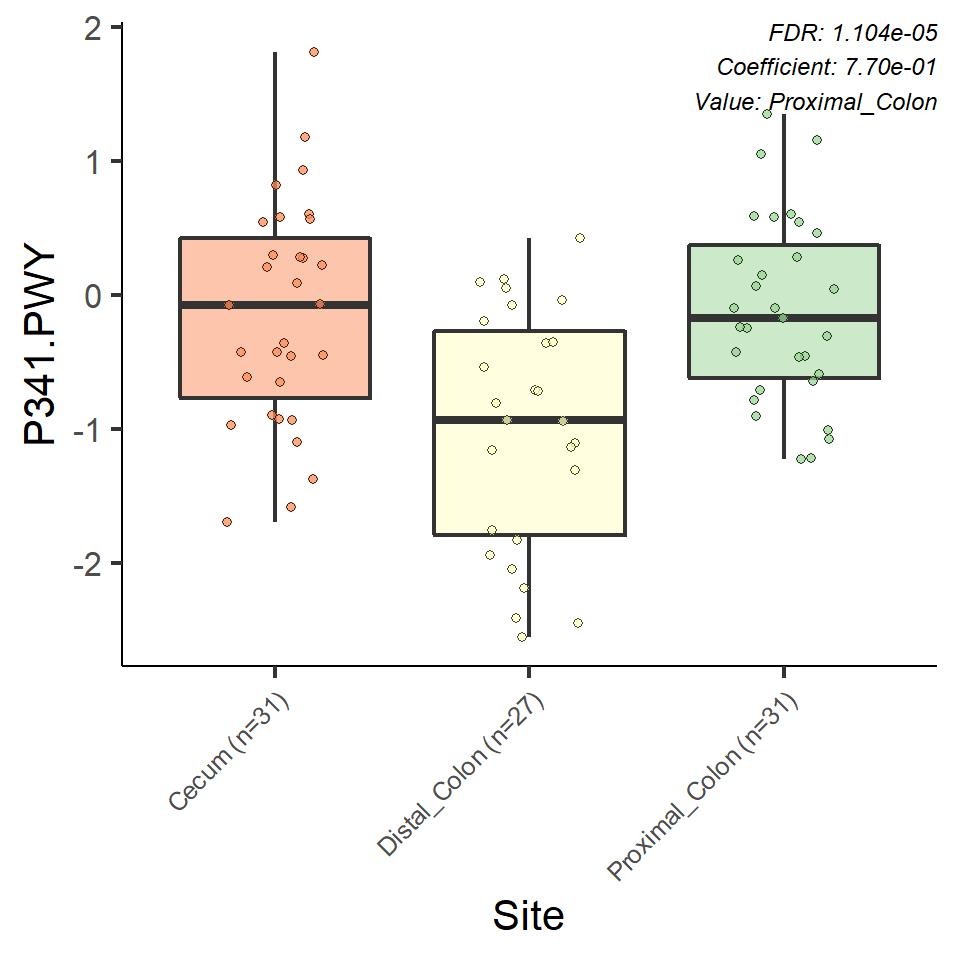 FDR: 1.104e-05
Coefficient: 7.70e-01
Value: Proximal_Colon
2
1
0
-1
-2
P341.PWY
Cecum (n=31)
Distal_Colon (n=27)
Proximal_Colon (n=31)
Site